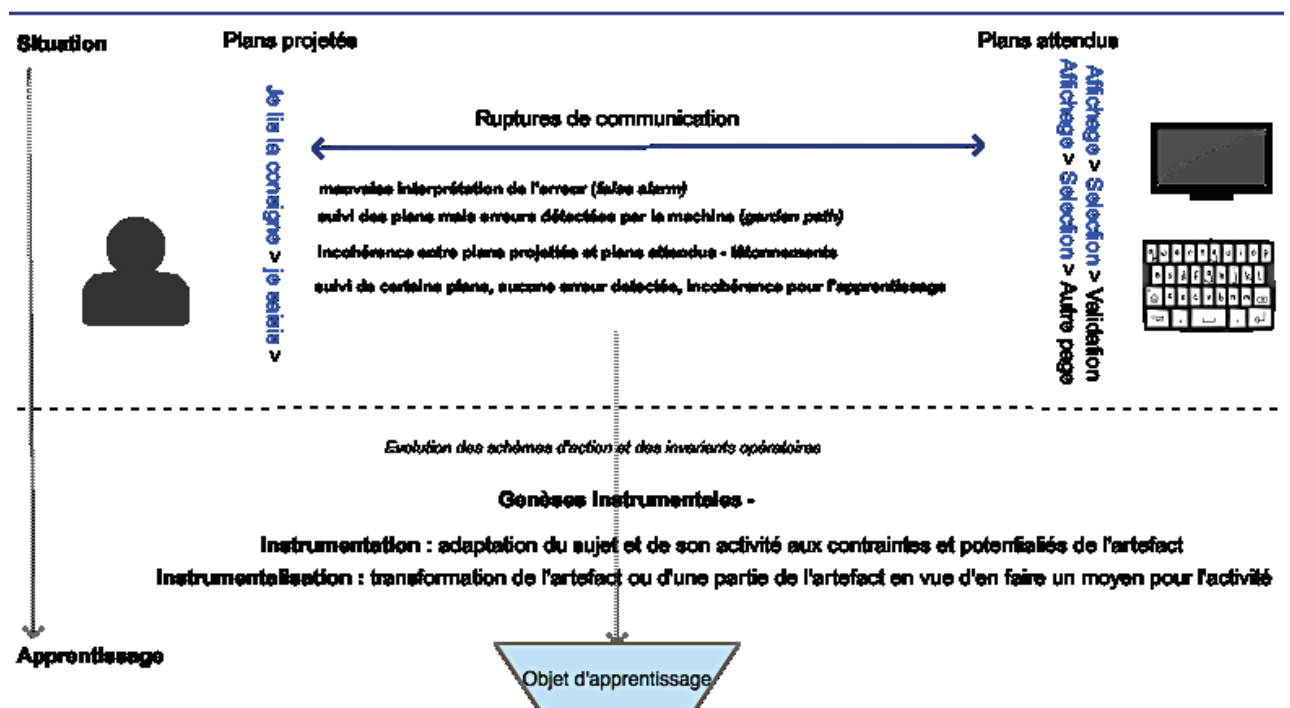 Situation
Plans projetés
Plans attendus
Je lis la consigne > je saisis >
Ruptures de communication
mauvaise interprétation de l'erreur (false alarm)
suivi des plans mais erreurs détectées par la machine (garden path)
Incohérence entre plans projettés et plans attendus - tâtonnements
suivi de certains plans, aucune erreur detectée, incohérence pour l'apprentissage
Affichage > Selection > Validation
Affichage > Selection > Autre page
Evolution des schèmes d'action et des invariants opératoires
Genèses Instrumentales -
Instrumentation : adaptation du sujet et de son activité aux contraintes et potentialiés de l'artefact
Instrumentalisation : transformation de l'artefact ou d'une partie de l'artefact en vue d'en faire un moyen pour l'activité
Apprentissage
Objet d'apprentissage